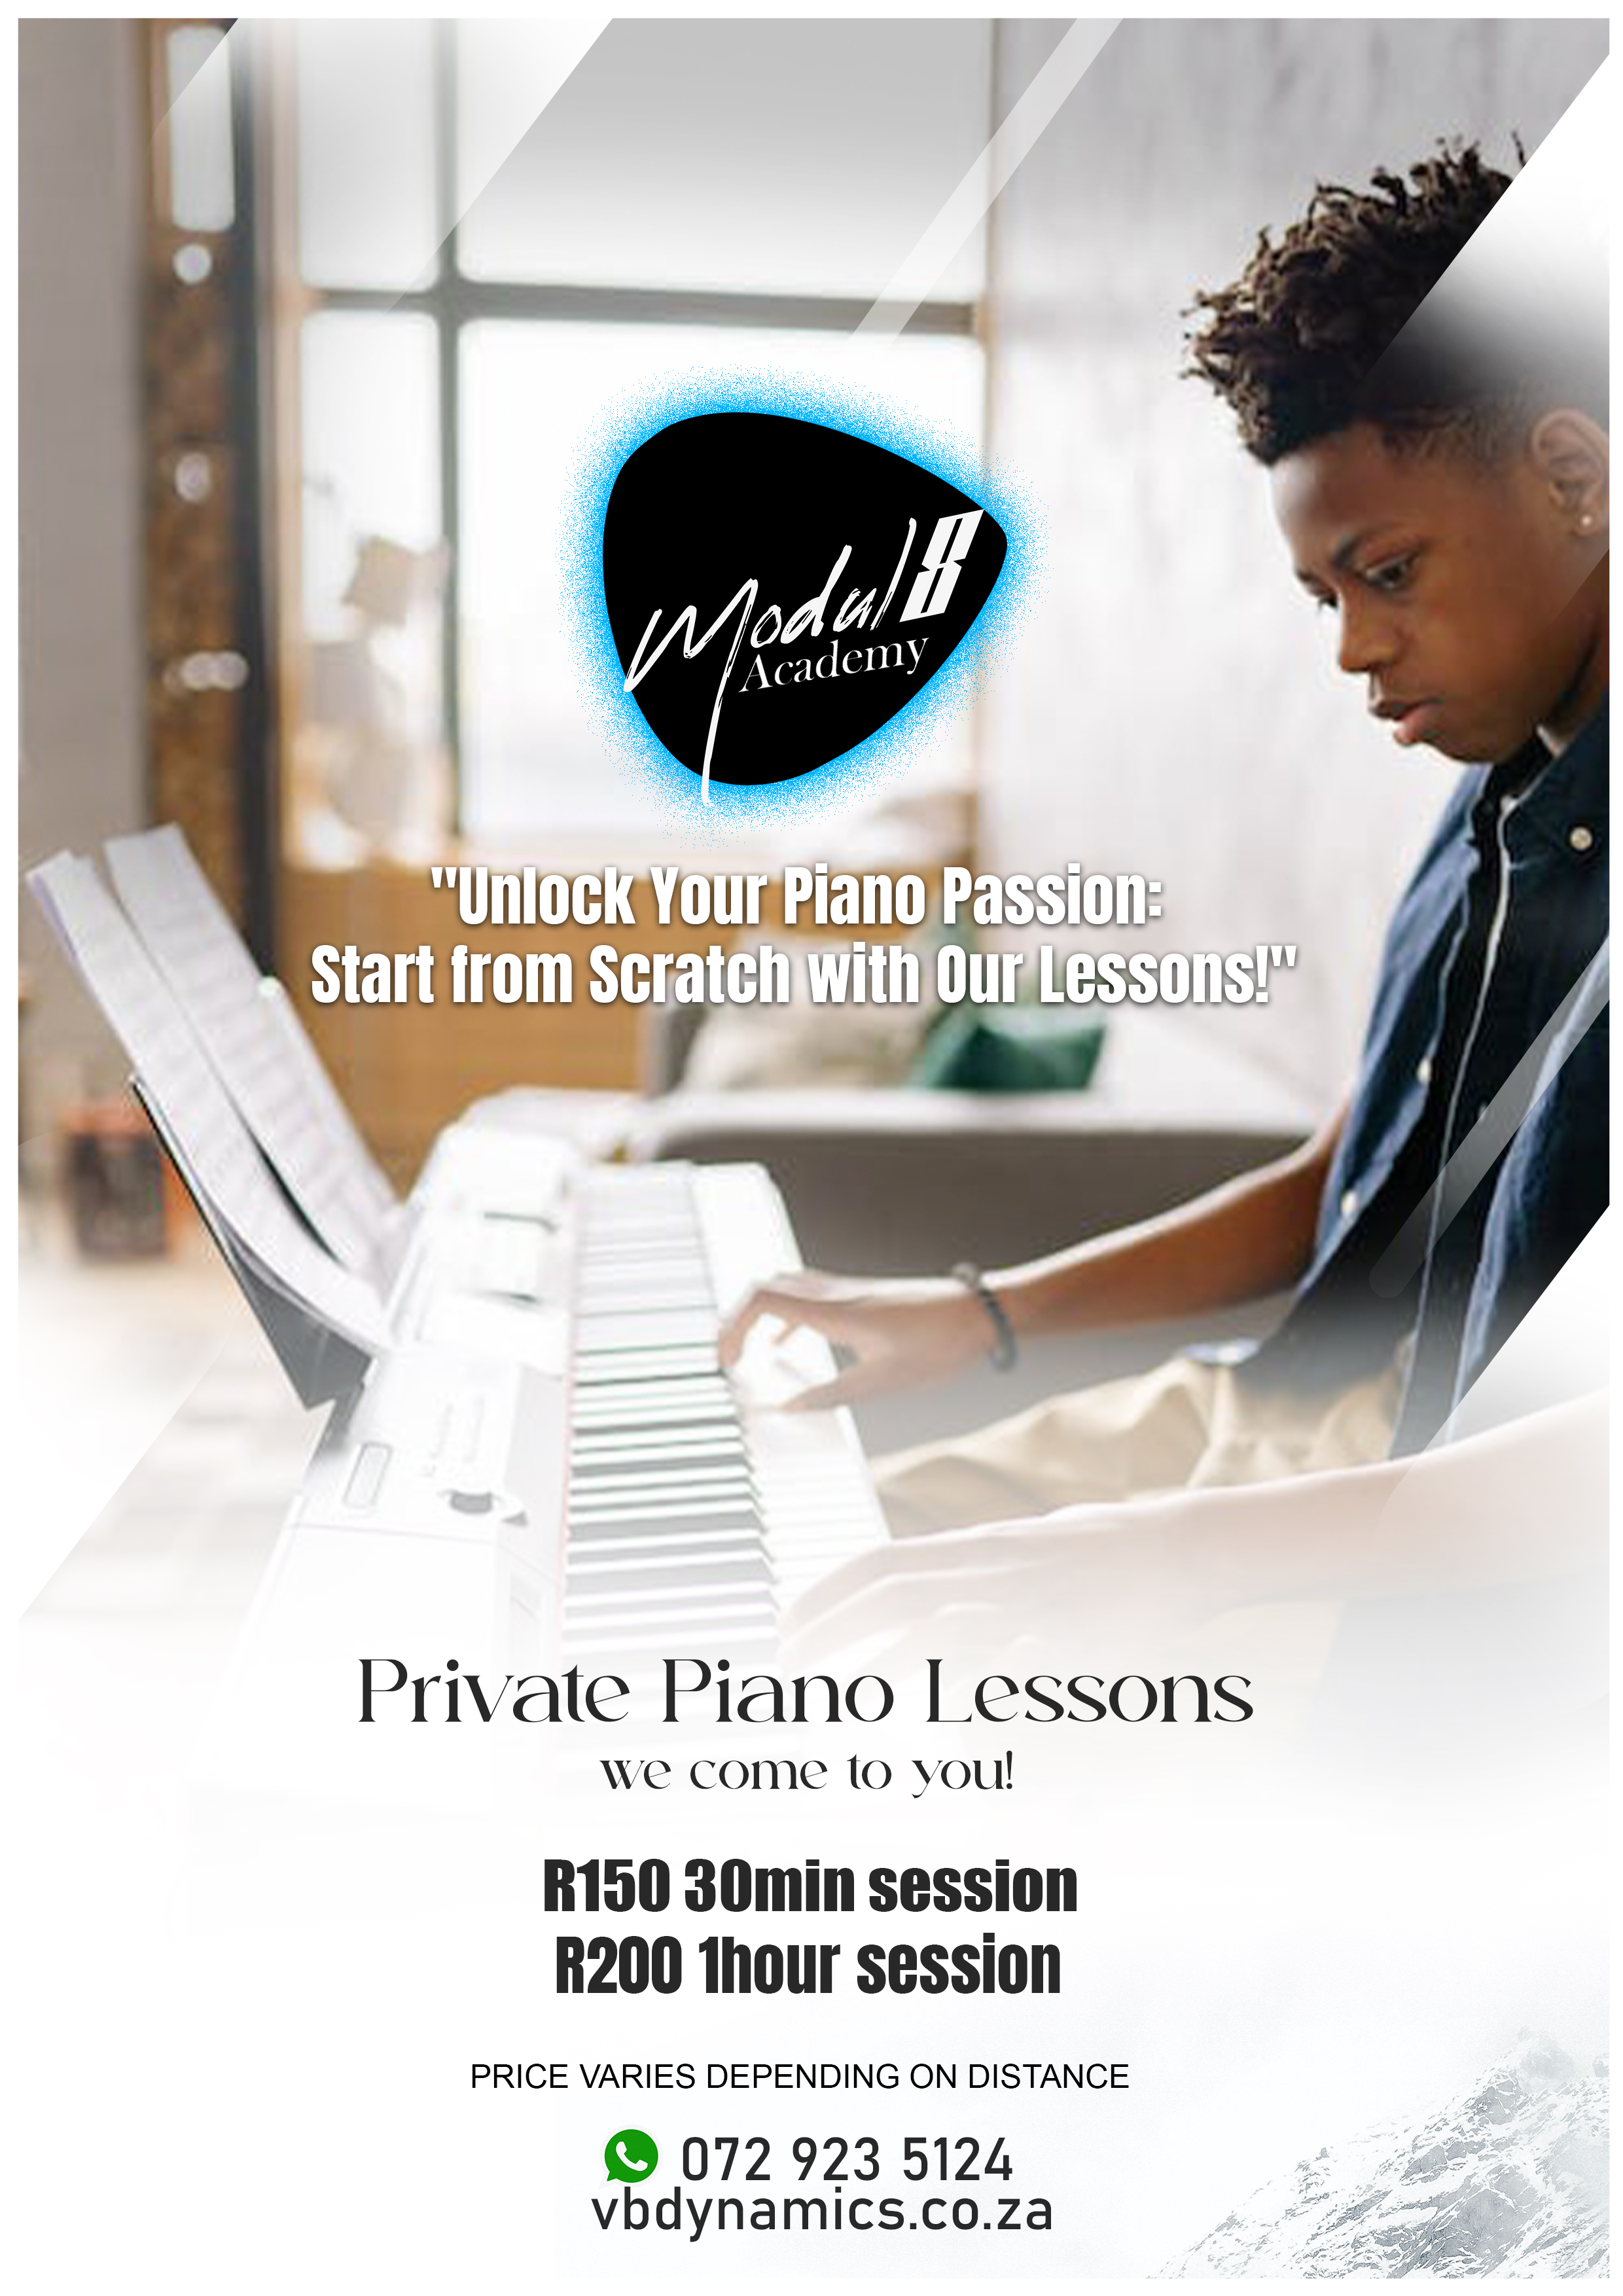 Modul8
Academy
"Unlock Your Piano Passion:
Start from Scratch with Our Lessons!"
Private Piano Lessons
we come to you!
R150 30min session
R200 1hour session
PRICE VARIES DEPENDING ON DISTANCE
072 923 5124
vbdynamics.co.za